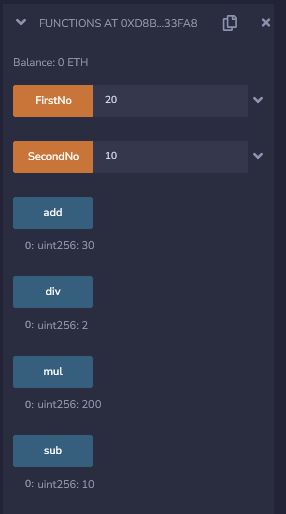 FUNCTIONS AT 0XD8B...33FA8
Balance: 0 ETH
FirstNo 20
SecondNo 10
add
0: uint256: 30
div
0: uint256: 2
mul
0: uint256: 200
sub
0: uint256: 10